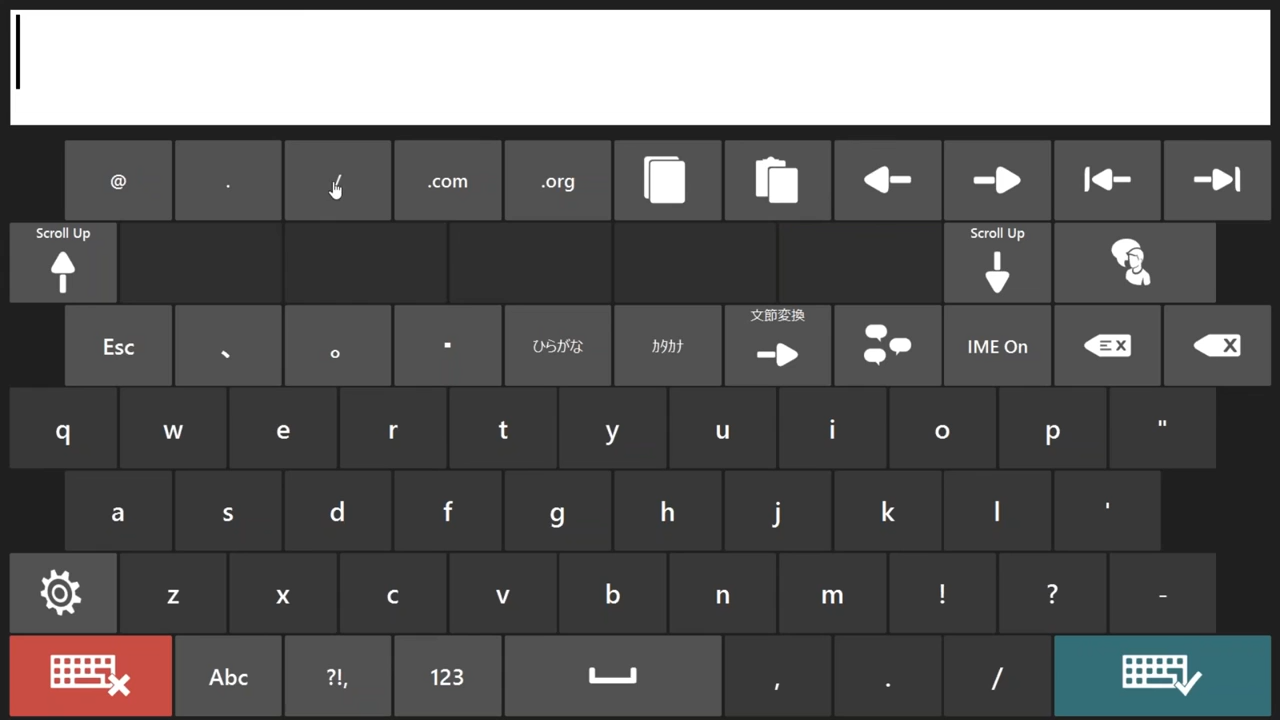 @ . / .com .org
Scroll Up Scroll Up
Esc 、 。 ・ ひらがな ｶﾀｶﾅ 文節変換 IME On
q w e r t y u i o p "
a s d f g h j k l '
z x c v b n m ! ? -
Abc ?!, 123 , . /